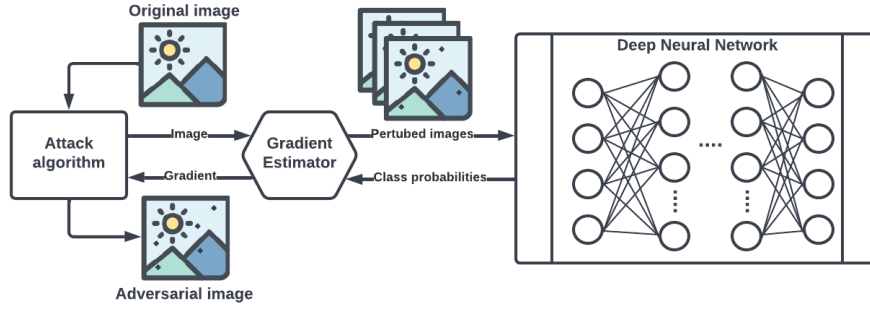 Original image
Deep Neural Network
Attack
algorithm
Image
Gradient
Gradient
Estimator
Pertubed images
Class probabilities
Adversarial image